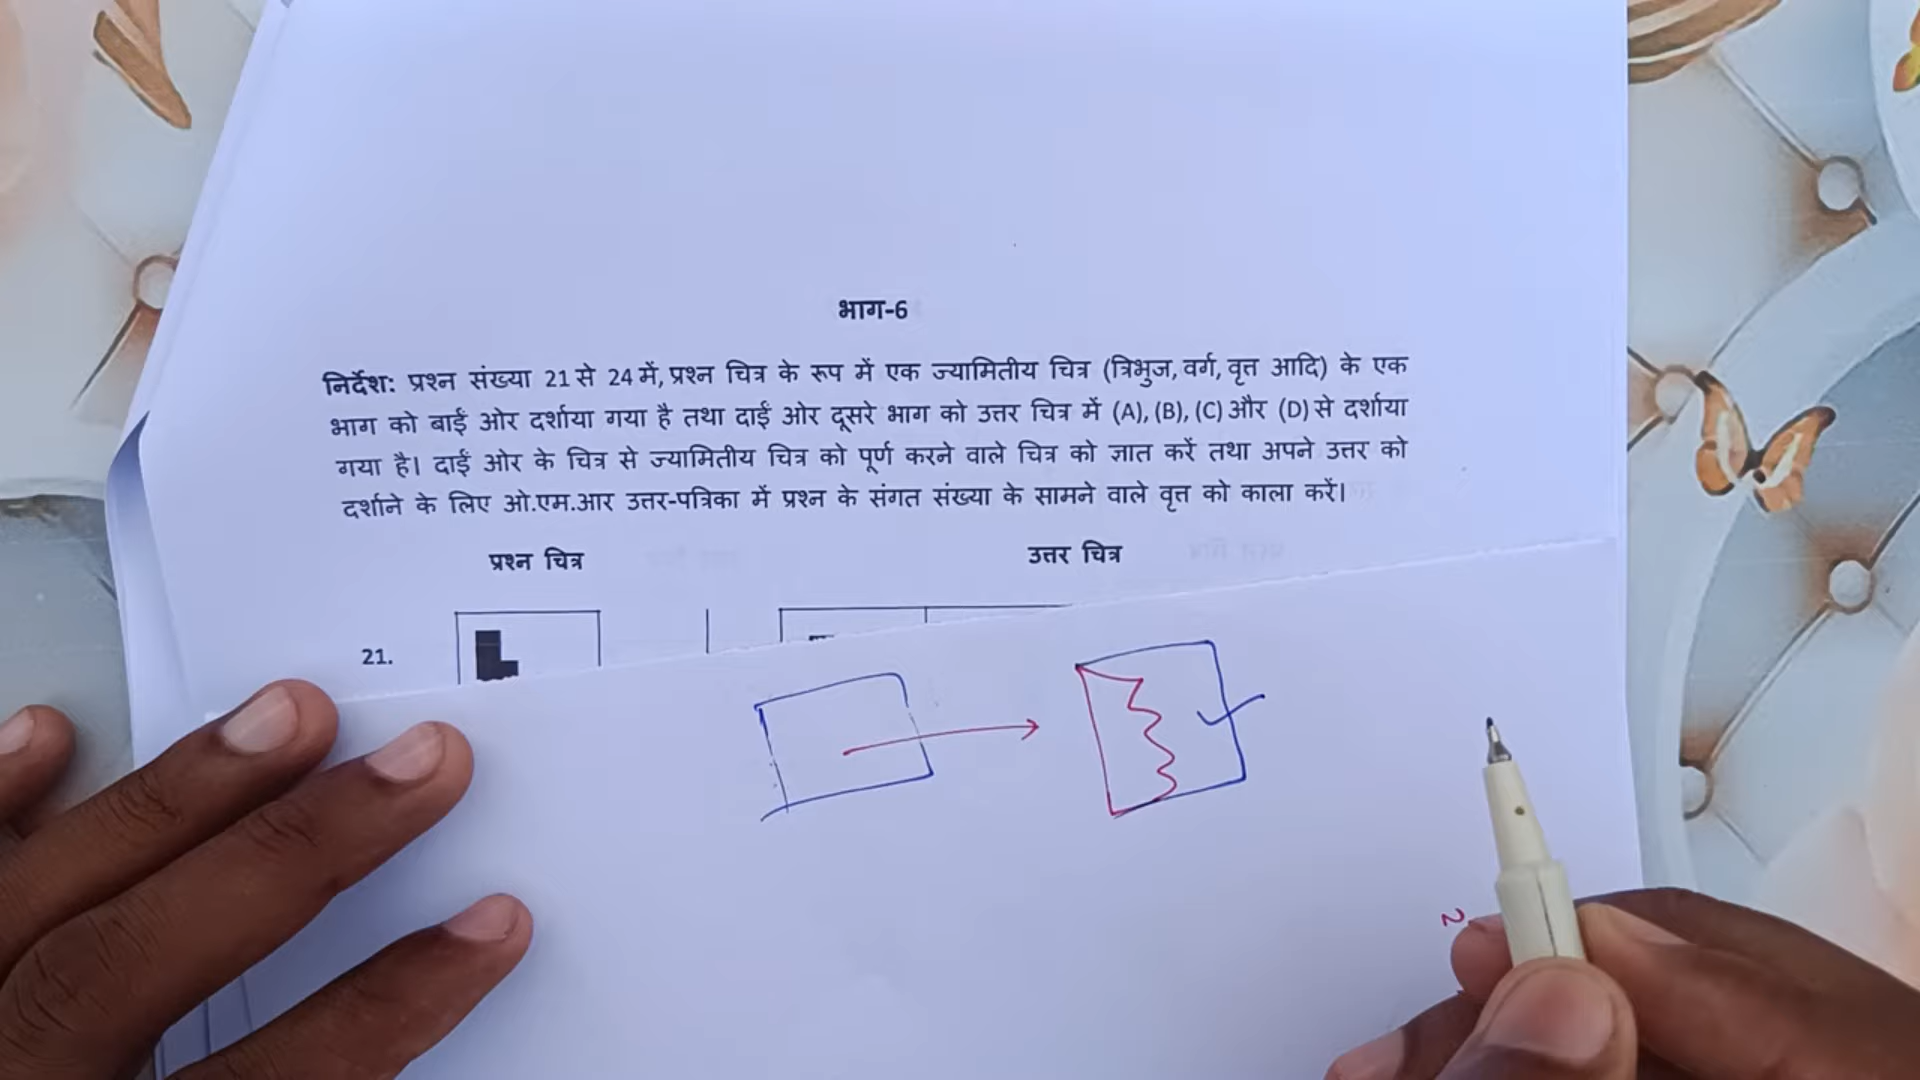 भाग-6
निर्देश: प्रश्न संख्या 21 से 24 में, प्रश्न चित्र के रूप में एक ज्यामितीय चित्र (त्रिभुज, वर्ग, वृत्त आदि) के एक
भाग को बाईं ओर दर्शाया गया है तथा दाईं ओर दूसरे भाग को उत्तर चित्र में (A), (B), (C) और (D) से दर्शाया
गया है। दाईं ओर के चित्र से ज्यामितीय चित्र को पूर्ण करने वाले चित्र को ज्ञात करें तथा अपने उत्तर को
दर्शाने के लिए ओ.एम.आर उत्तर-पत्रिका में प्रश्न के संगत संख्या के सामने वाले वृत्त को काला करें।
प्रश्न चित्र उत्तर चित्र
21.